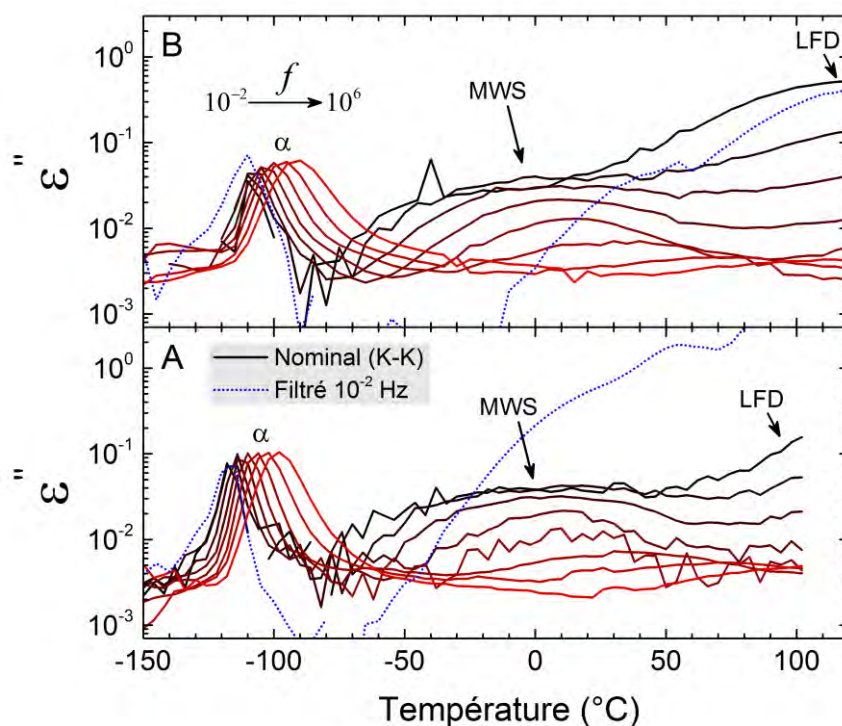 B
LFD
f
10⁻² 10⁶
MWS
α
ε"
10⁰
10⁻¹
10⁻²
10⁻³
A
Nominal (K-K)
Filtré 10⁻² Hz
MWS
LFD
α
ε"
10⁰
10⁻¹
10⁻²
10⁻³
-150 -100 -50 0 50 100
Température (°C)